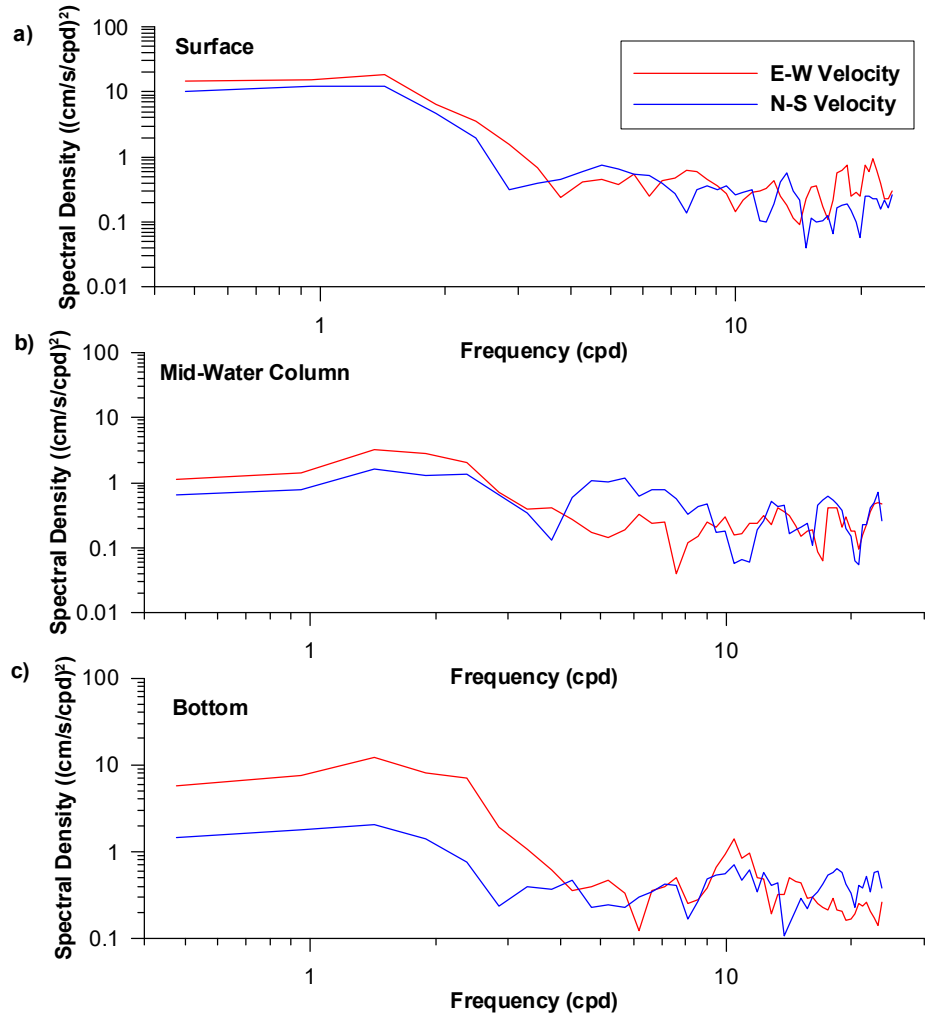 a)
Surface
E-W Velocity
N-S Velocity
Spectral Density ((cm/s/cpd)²)
100
10
1
0.1
0.01
1
10
Frequency (cpd)
b)
Mid-Water Column
Spectral Density ((cm/s/cpd)²)
100
10
1
0.1
0.01
1
10
Frequency (cpd)
c)
Bottom
Spectral Density ((cm/s/cpd)²)
100
10
1
0.1
1
10
Frequency (cpd)